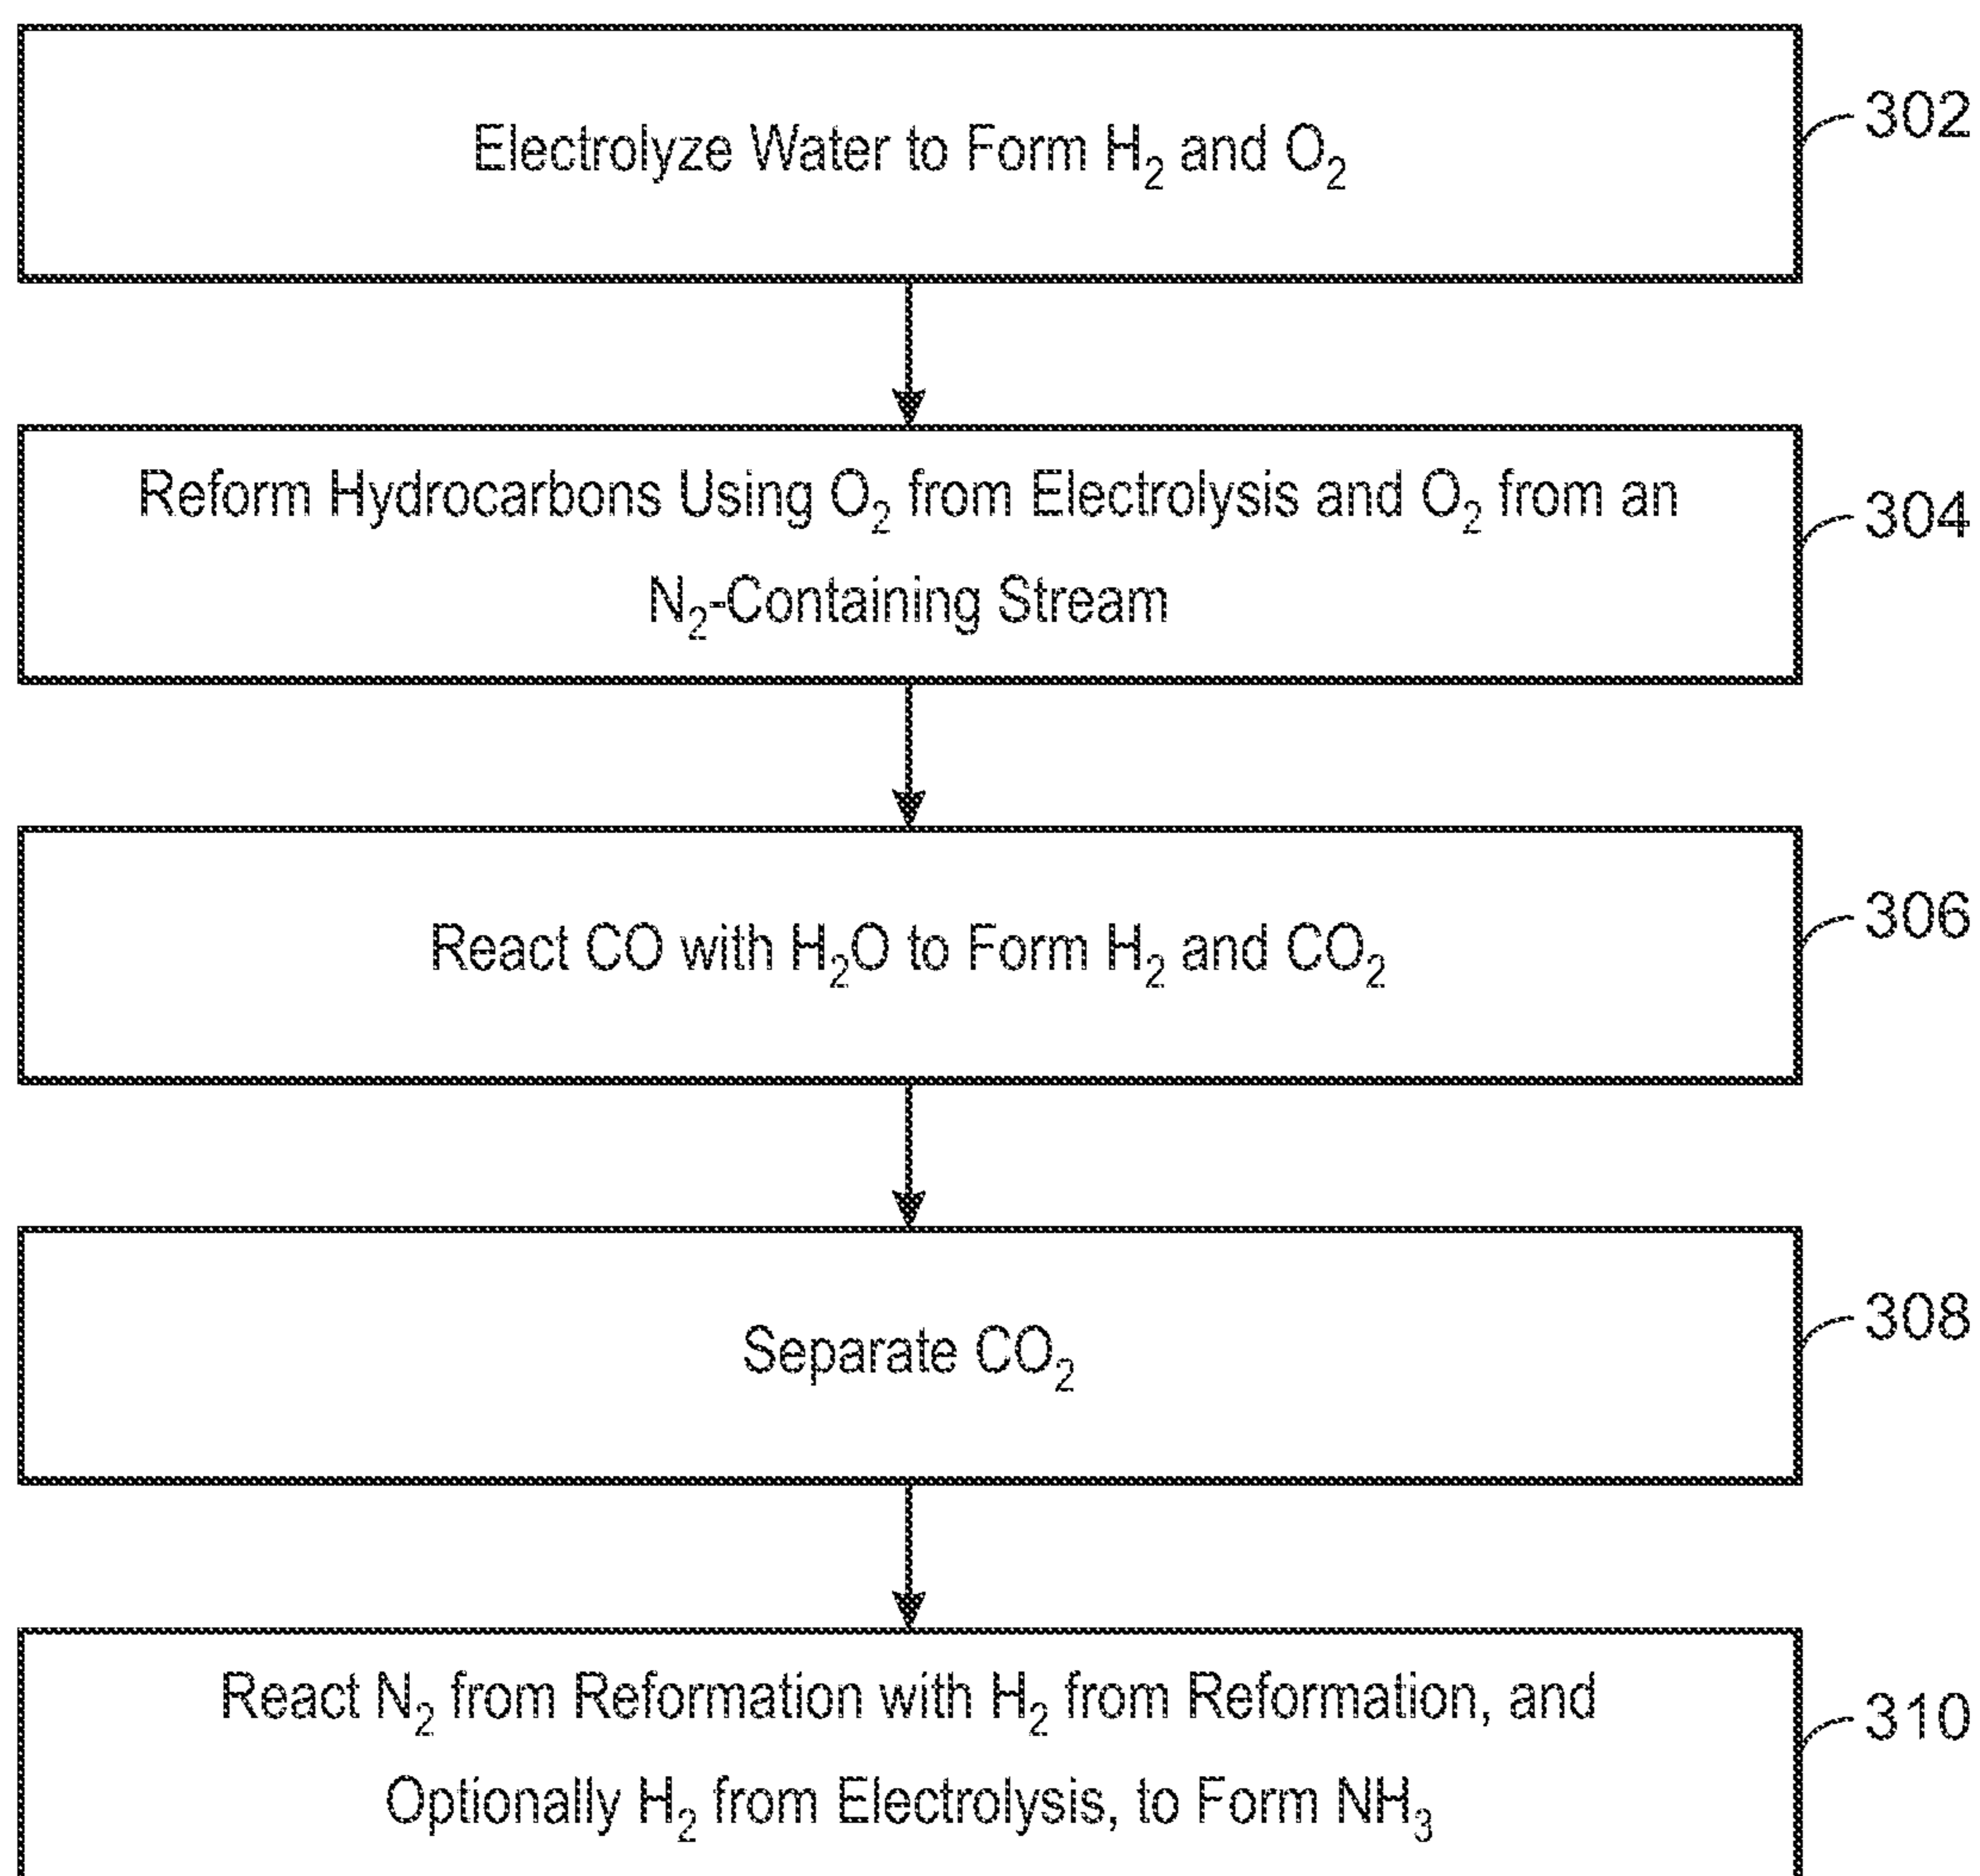 Electrolyze Water to Form H₂ and O₂
302
Reform Hydrocarbons Using O₂ from Electrolysis and O₂ from an
N₂-Containing Stream
304
React CO with H₂O to Form H₂ and CO₂
306
Separate CO₂
308
React N₂ from Reformation with H₂ from Reformation, and
Optionally H₂ from Electrolysis, to Form NH₃
310